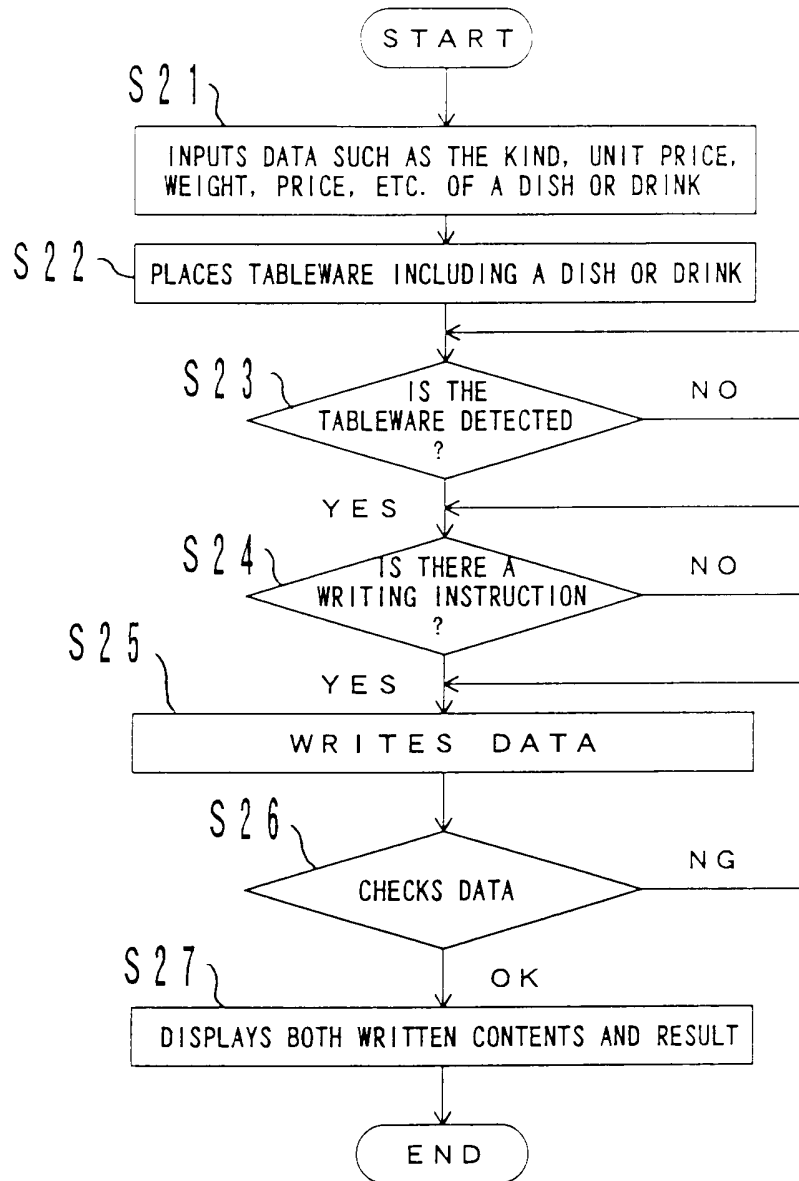 START
S21
INPUTS DATA SUCH AS THE KIND, UNIT PRICE,
WEIGHT, PRICE, ETC. OF A DISH OR DRINK
S22
PLACES TABLEWARE INCLUDING A DISH OR DRINK
S23
IS THE
TABLEWARE DETECTED
?
NO
YES
S24
IS THERE A
WRITING INSTRUCTION
?
NO
YES
S25
WRITES DATA
S26
CHECKS DATA
NG
OK
S27
DISPLAYS BOTH WRITTEN CONTENTS AND RESULT
END